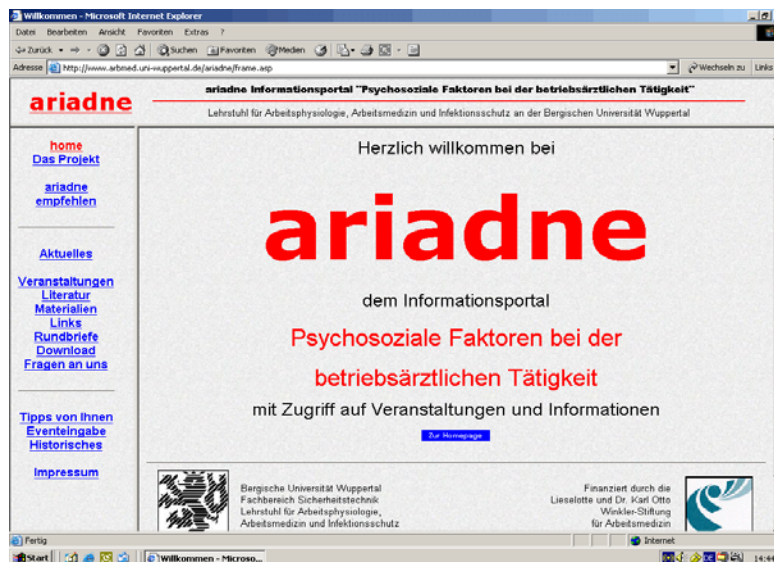 Willkommen - Microsoft Internet Explorer
Datei Bearbeiten Ansicht Favoriten Extras ?
Zurück Suchen Favoriten Medien
Adresse http://www.arbmed.uni-wuppertal.de/ariadne/frame.asp Wechseln zu Links
ariadne
ariadne Informationsportal "Psychosoziale Faktoren bei der betriebsärztlichen Tätigkeit"
Lehrstuhl für Arbeitsphysiologie, Arbeitsmedizin und Infektionsschutz an der Bergischen Universität Wuppertal
home
Das Projekt
ariadne
empfehlen
Aktuelles
Veranstaltungen
Literatur
Materialien
Links
Rundbriefe
Download
Fragen an uns
Tipps von Ihnen
Eventeingabe
Historisches
Impressum
Herzlich willkommen bei
ariadne
dem Informationsportal
Psychosoziale Faktoren bei der
betriebsärztlichen Tätigkeit
mit Zugriff auf Veranstaltungen und Informationen
Zur Homepage
Bergische Universität Wuppertal
Fachbereich Sicherheitstechnik
Lehrstuhl für Arbeitsphysiologie,
Arbeitsmedizin und Infektionsschutz
Finanziert durch die
Lieselotte und Dr. Karl Otto
Winkler-Stiftung
für Arbeitsmedizin
Fertig
Internet
Start
Willkommen - Microso...
DE
14:44